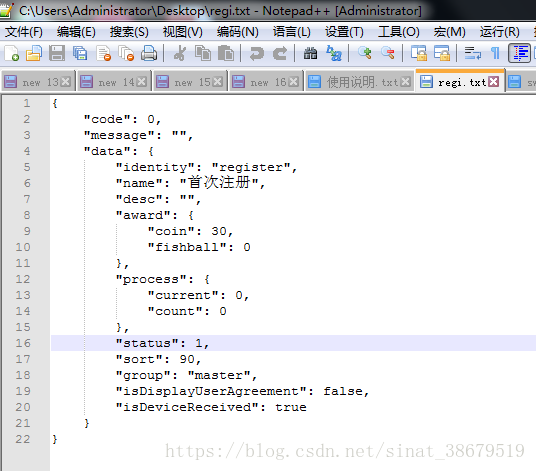 C:\Users\Administrator\Desktop\regi.txt - Notepad++ [Administrator]
文件(F) 编辑(E) 搜索(S) 视图(V) 编码(N) 语言(L) 设置(T) 工具(O) 宏(M) 运行(R)
new 13 new 14 new 15 new 16 使用说明.txt regi.txt sw
1 {
2 "code": 0,
3 "message": "",
4 "data": {
5 "identity": "register",
6 "name": "首次注册",
7 "desc": "",
8 "award": {
9 "coin": 30,
10 "fishball": 0
11 },
12 "process": {
13 "current": 0,
14 "count": 0
15 },
16 "status": 1,
17 "sort": 90,
18 "group": "master",
19 "isDisplayUserAgreement": false,
20 "isDeviceReceived": true
21 }
22 }
https://blog.csdn.net/sinat_38679519